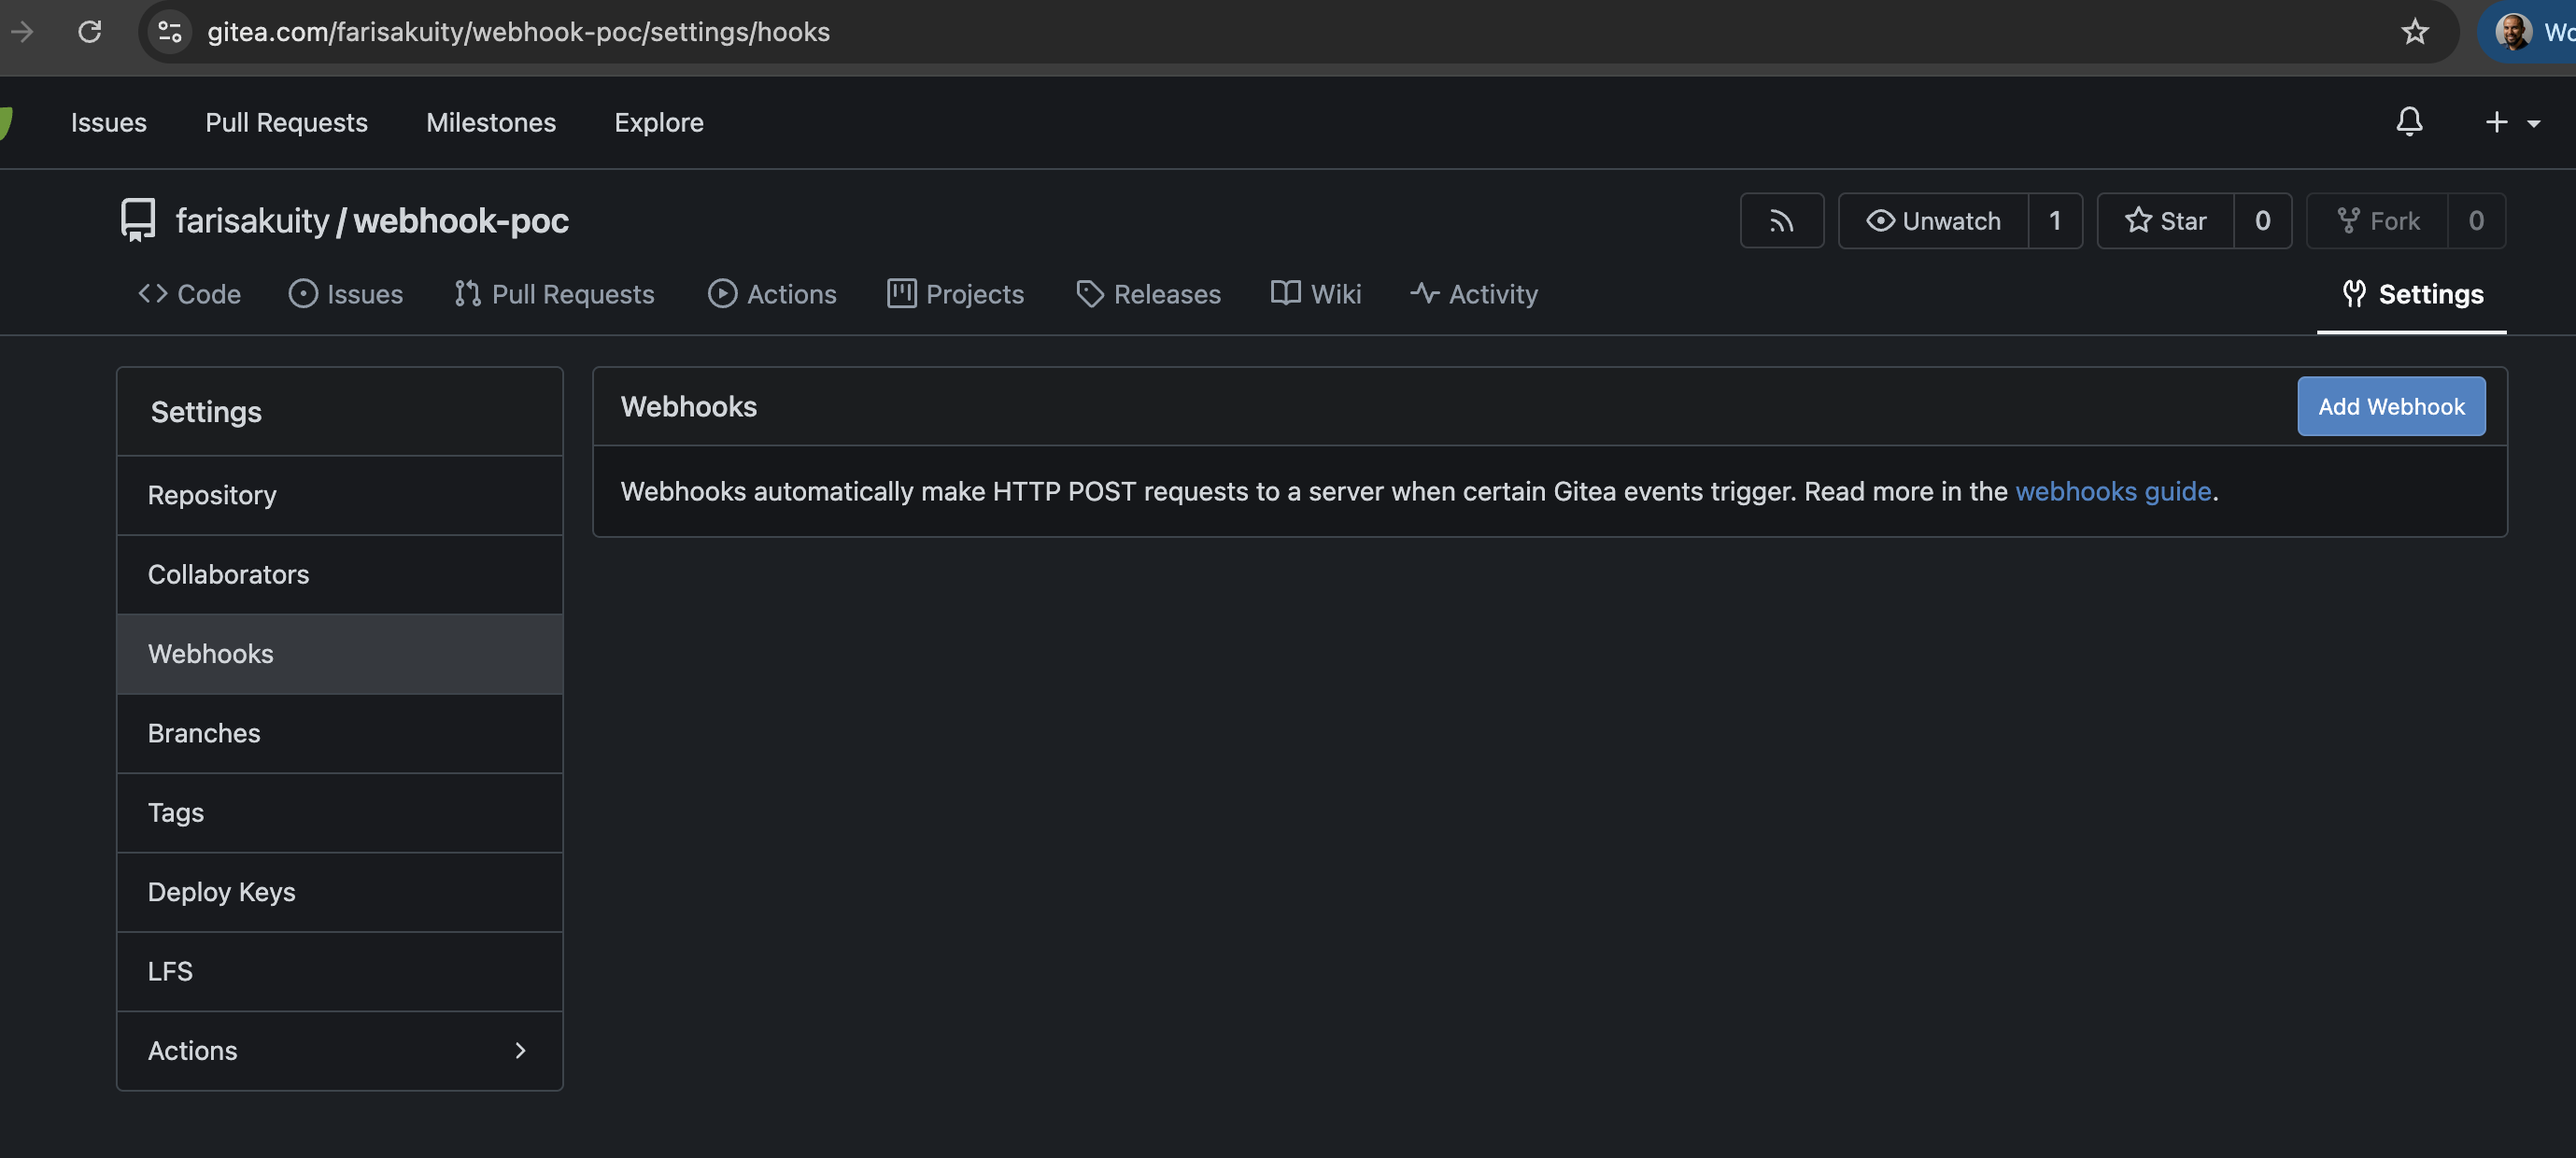 gitea.com/farisakuity/webhook-poc/settings/hooks
Issues Pull Requests Milestones Explore
farisakuity / webhook-poc Unwatch 1 Star 0 Fork 0
Code Issues Pull Requests Actions Projects Releases Wiki Activity Settings
Settings
Repository
Collaborators
Webhooks
Branches
Tags
Deploy Keys
LFS
Actions
Webhooks Add Webhook
Webhooks automatically make HTTP POST requests to a server when certain Gitea events trigger. Read more in the webhooks guide.